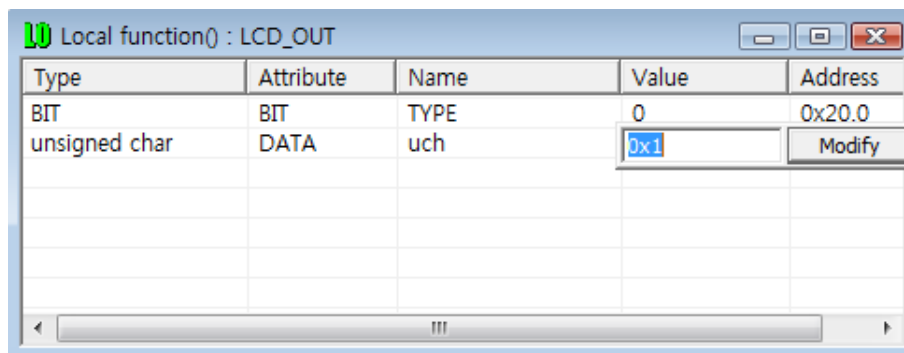 Local function() : LCD_OUT
Type Attribute Name Value Address
BIT BIT TYPE 0 0x20.0
unsigned char DATA uch 0x1 Modify